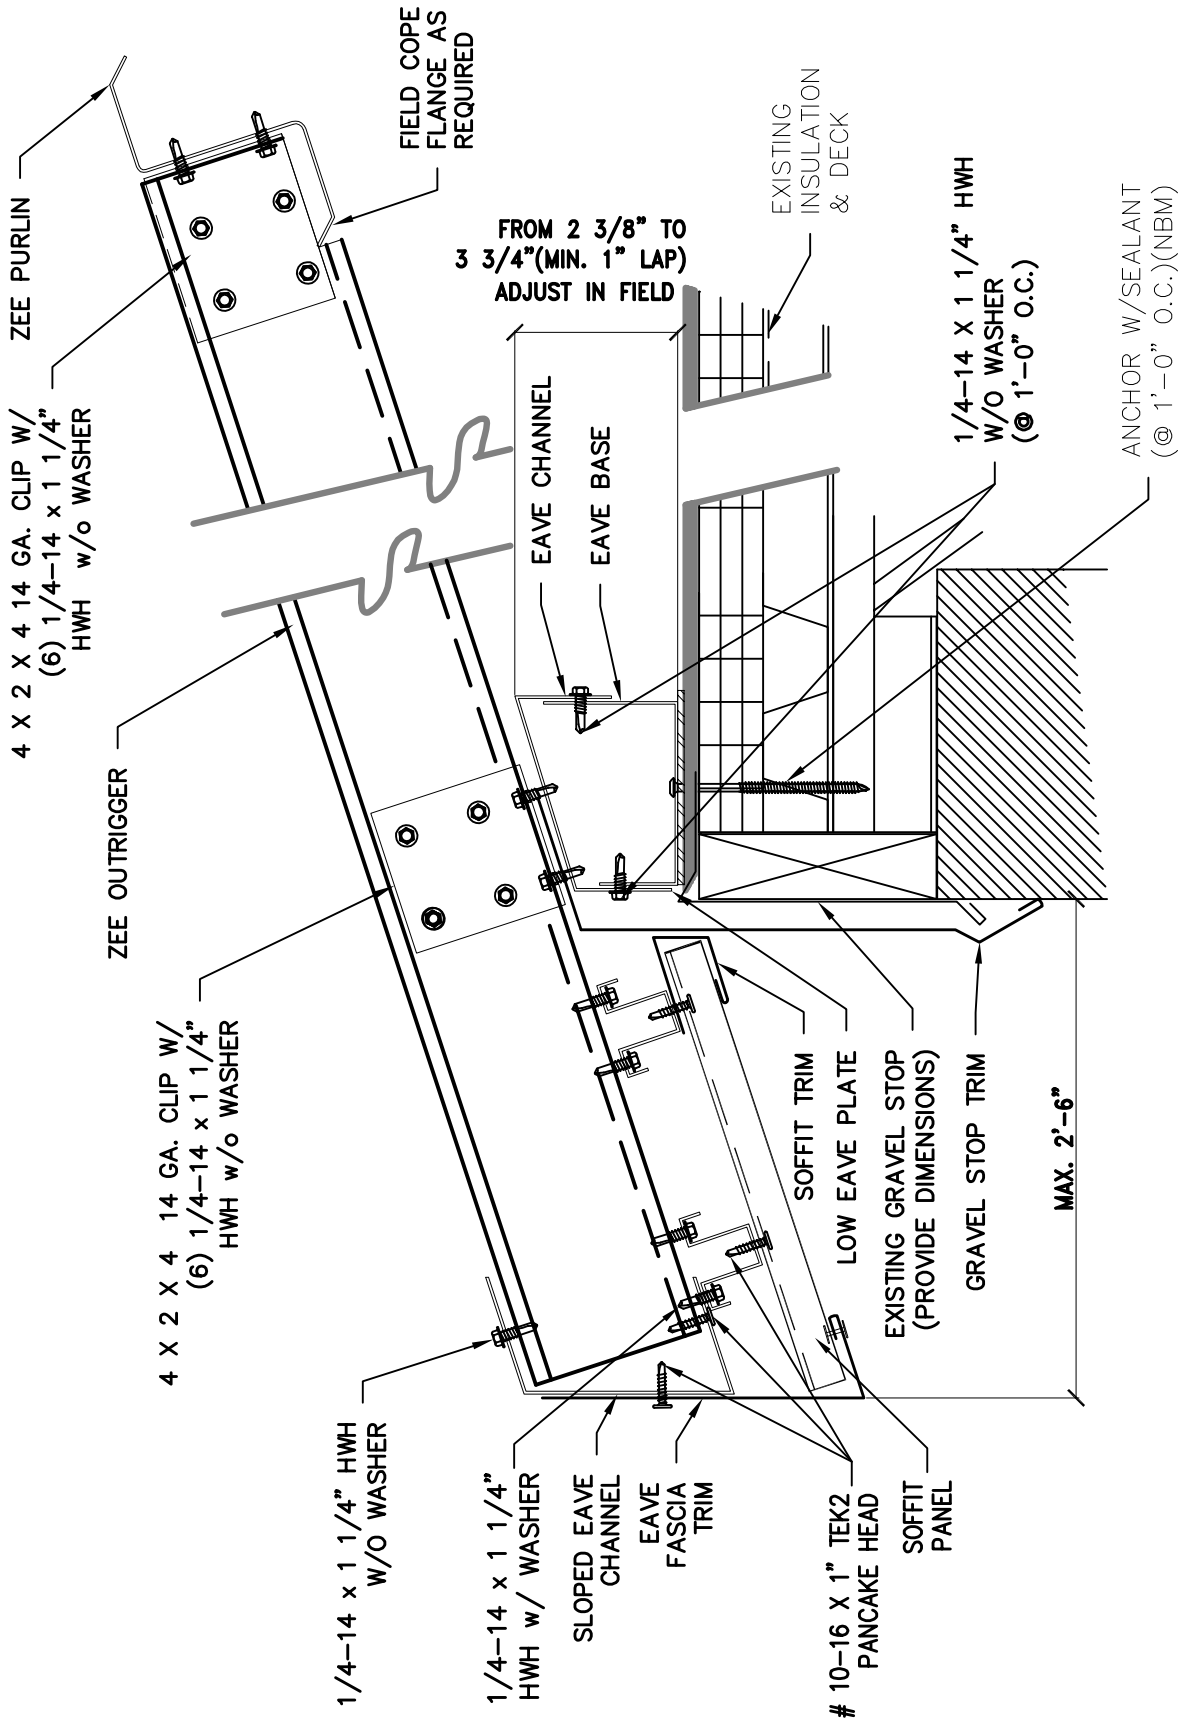 4 X 2 X 4 14 GA. CLIP W/
(6) 1/4-14 x 1 1/4"
HWH w/o WASHER
ZEE PURLIN
FIELD COPE
FLANGE AS
REQUIRED
ZEE OUTRIGGER
4 X 2 X 4 14 GA. CLIP W/
(6) 1/4-14 x 1 1/4"
HWH w/o WASHER
FROM 2 3/8" TO
3 3/4"(MIN. 1" LAP)
ADJUST IN FIELD
EAVE CHANNEL
EAVE BASE
EXISTING
INSULATION
& DECK
1/4-14 X 1 1/4" HWH
W/O WASHER
(@ 1'-0" O.C.)
ANCHOR W/SEALANT
(@ 1'-0" O.C.)(NBM)
1/4-14 x 1 1/4" HWH
W/O WASHER
1/4-14 x 1 1/4"
HWH w/ WASHER
SLOPED EAVE
CHANNEL
EAVE
FASCIA
TRIM
# 10-16 X 1" TEK2
PANCAKE HEAD
SOFFIT
PANEL
SOFFIT TRIM
LOW EAVE PLATE
EXISTING GRAVEL STOP
(PROVIDE DIMENSIONS)
GRAVEL STOP TRIM
MAX. 2'-6"